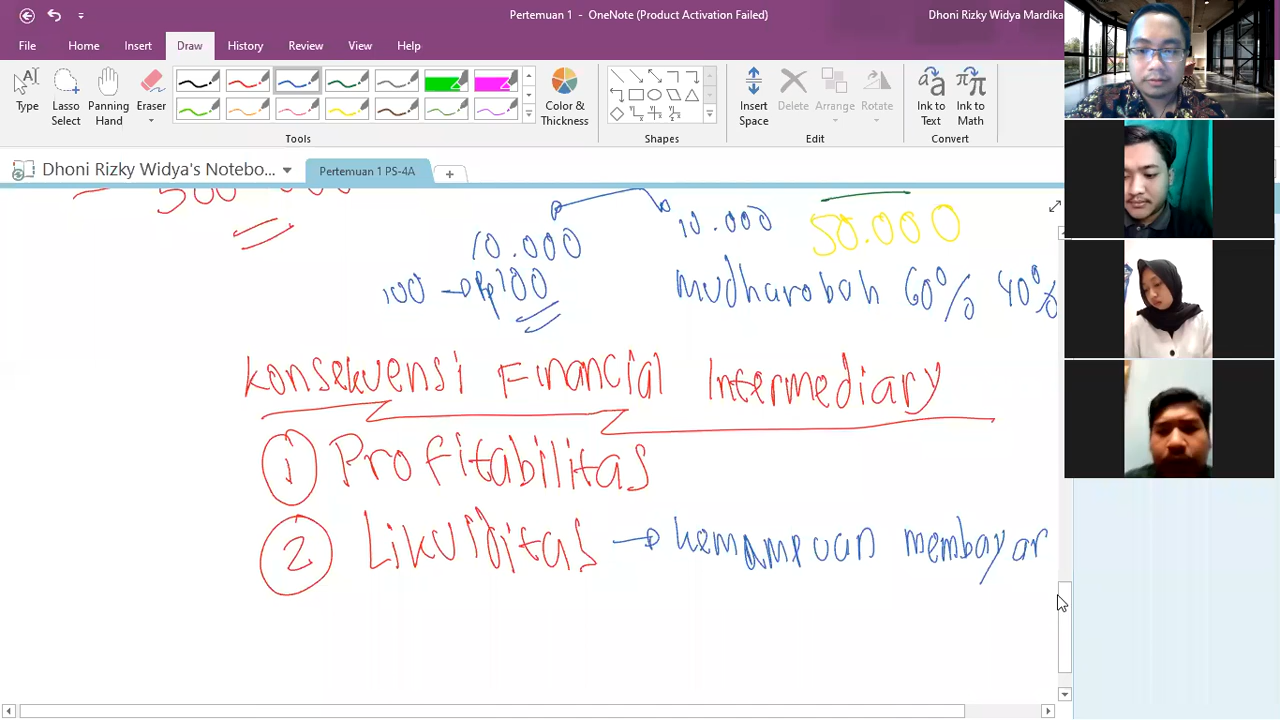 Pertemuan 1 - OneNote (Product Activation Failed)
Dhoni Rizky Widya Mardika
File Home Insert Draw History Review View Help
Type
Lasso Select
Panning Hand
Eraser
Color & Thickness
Insert Space
Delete
Arrange
Rotate
Ink to Text
Ink to Math
Tools
Shapes
Edit
Convert
Dhoni Rizky Widya's Notebo...
Pertemuan 1 PS-4A
10.000 10.000 50.000
100 → Rp100 mudharobah 60% 40%
Konsekuensi Financial Intermediary
1 Profitabilitas
2 Likuiditas → kemampuan membayar